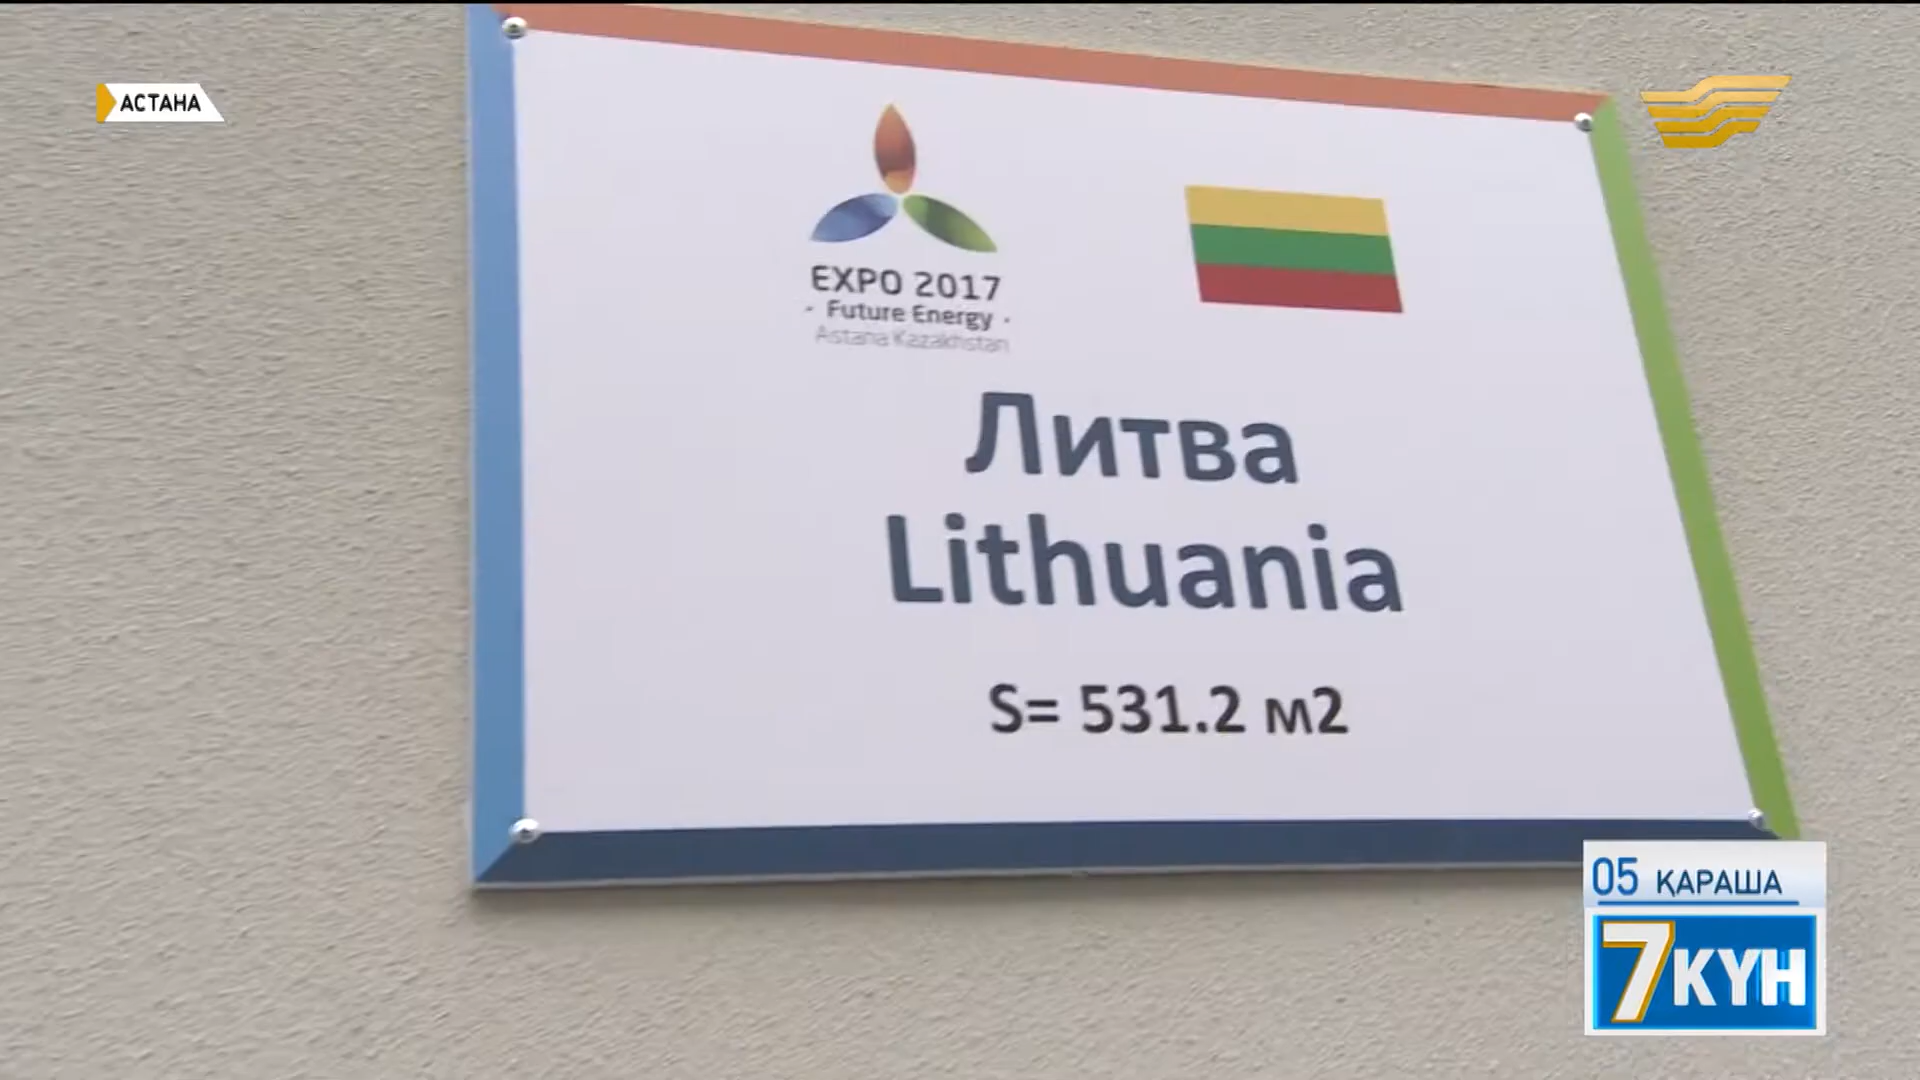 АСТАНА
EXPO 2017
· Future Energy ·
Astana Kazakhstan
Литва
Lithuania
S= 531.2 м2
05 ҚАРАША
7КҮН